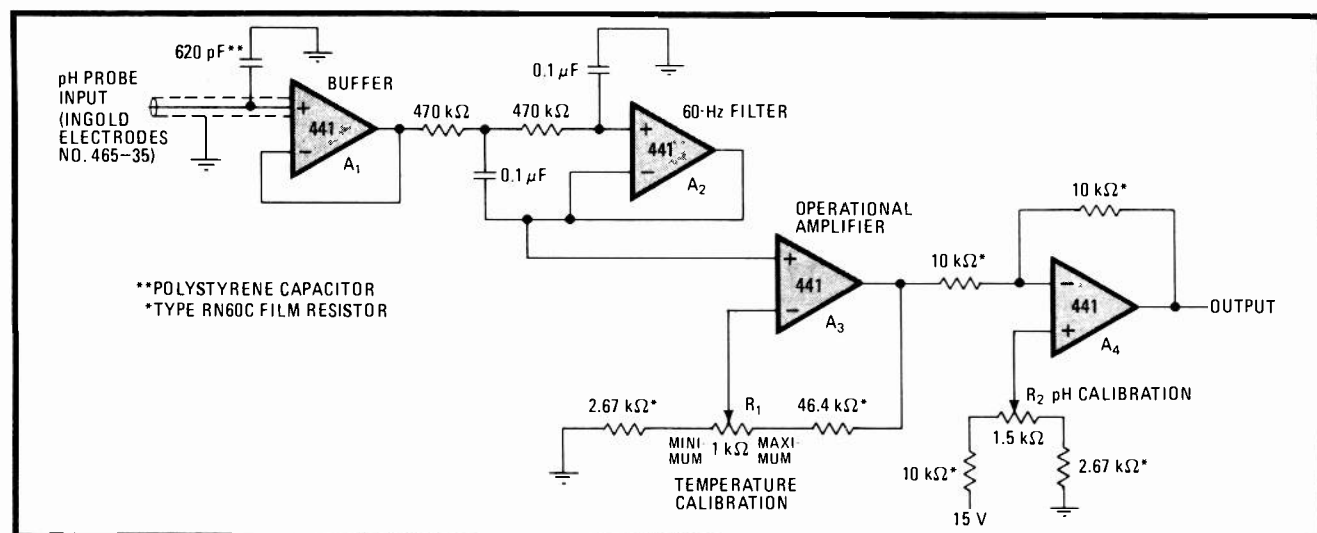 620 pF**
pH PROBE
INPUT
(INGOLD
ELECTRODES
NO. 465-35)
BUFFER
+
441
−
A1
470 kΩ
470 kΩ
0.1 μF
0.1 μF
60-Hz FILTER
+
441
−
A2
OPERATIONAL
AMPLIFIER
+
441
−
A3
10 kΩ*
10 kΩ*
−
441
+
A4
OUTPUT
**POLYSTYRENE CAPACITOR
*TYPE RN60C FILM RESISTOR
2.67 kΩ*
R1
46.4 kΩ*
MINI-
MUM
1 kΩ
MAXI-
MUM
TEMPERATURE
CALIBRATION
R2 pH CALIBRATION
1.5 kΩ
10 kΩ*
2.67 kΩ*
15 V